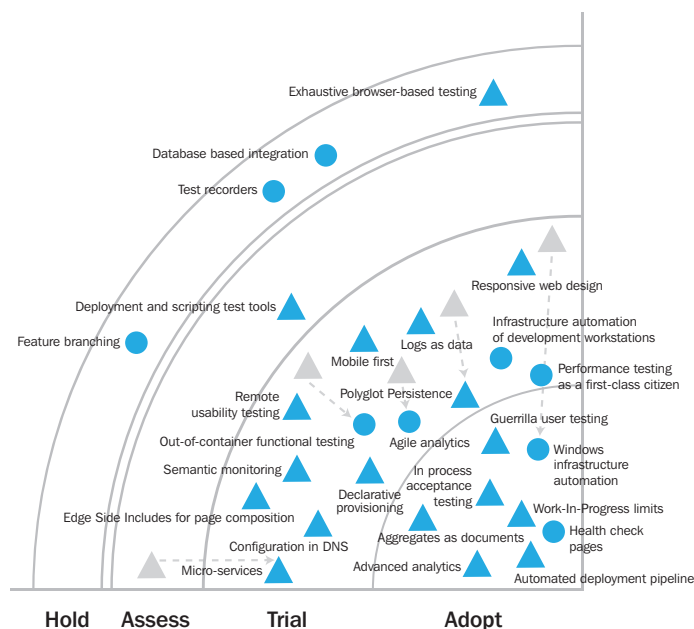 Exhaustive browser-based testing
Database based integration
Test recorders
Responsive web design
Deployment and scripting test tools
Infrastructure automation
of development workstations
Feature branching
Logs as data
Mobile first
Performance testing
as a first-class citizen
Remote
usability testing
Polyglot Persistence
Guerrilla user testing
Out-of-container functional testing
Agile analytics
Windows
infrastructure
automation
Semantic monitoring
In process
acceptance
testing
Declarative
provisioning
Work-In-Progress limits
Edge Side Includes for page composition
Health check
pages
Aggregates as documents
Configuration in DNS
Micro-services
Advanced analytics
Automated deployment pipeline
Hold
Assess
Trial
Adopt